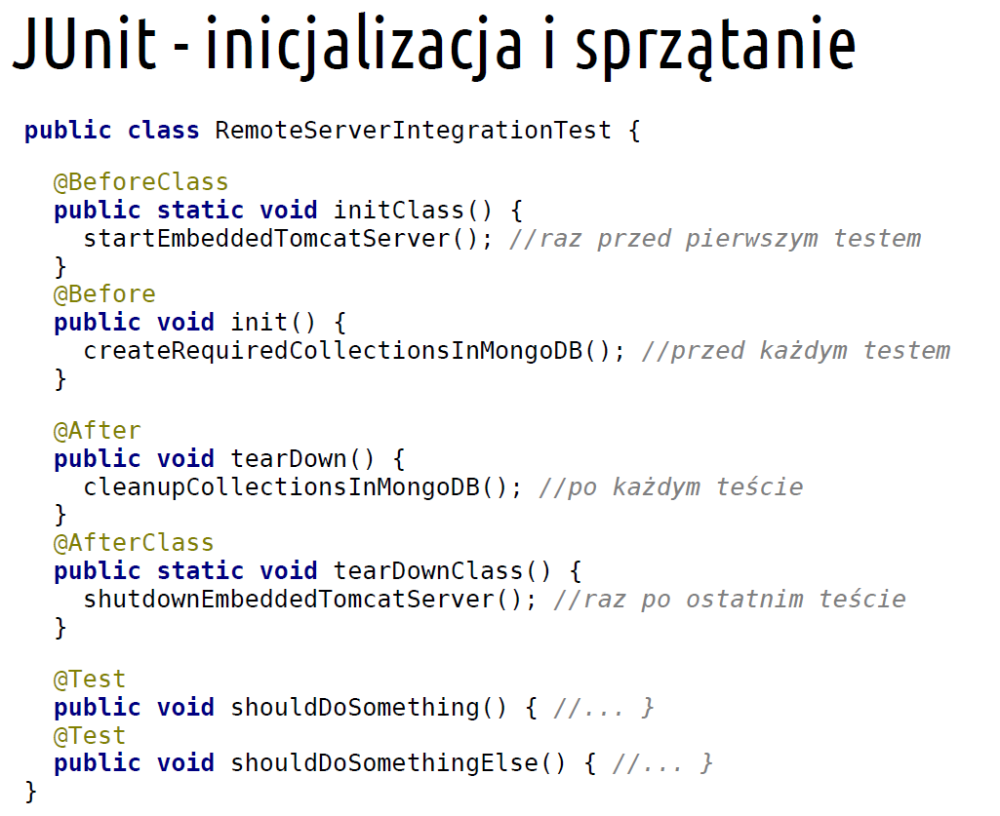 JUnit - inicjalizacja i sprzątanie
public class RemoteServerIntegrationTest {
@BeforeClass
public static void initClass() {
startEmbeddedTomcatServer(); //raz przed pierwszym testem
}
@Before
public void init() {
createRequiredCollectionsInMongoDB(); //przed każdym testem
}
@After
public void tearDown() {
cleanupCollectionsInMongoDB(); //po każdym teście
}
@AfterClass
public static void tearDownClass() {
shutdownEmbeddedTomcatServer(); //raz po ostatnim teście
}
@Test
public void shouldDoSomething() { //... }
@Test
public void shouldDoSomethingElse() { //... }
}